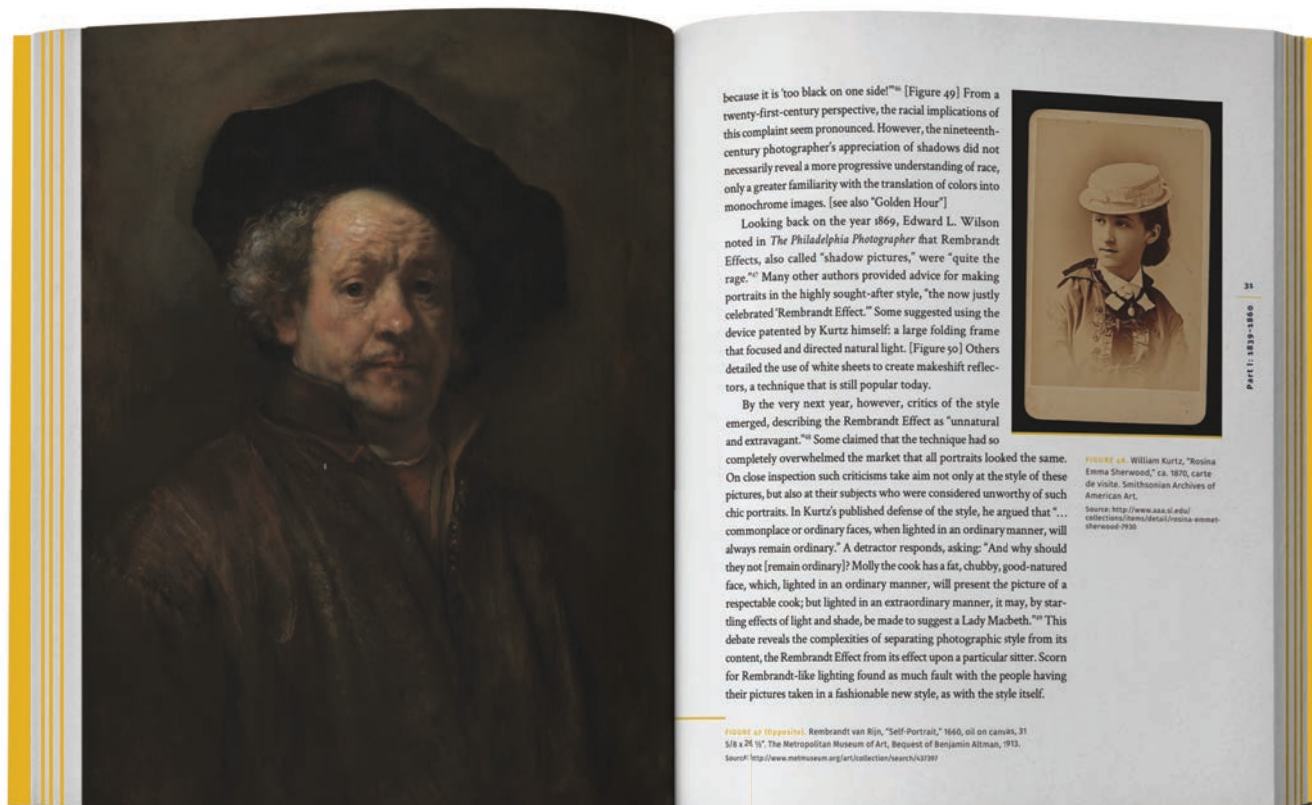 because it is 'too black on one side!'"⁴⁶ [Figure 49] From a
twenty-first-century perspective, the racial implications of
this complaint seem pronounced. However, the nineteenth-
century photographer's appreciation of shadows did not
necessarily reveal a more progressive understanding of race,
only a greater familiarity with the translation of colors into
monochrome images. [see also "Golden Hour"]
Looking back on the year 1869, Edward L. Wilson
noted in The Philadelphia Photographer that Rembrandt
Effects, also called "shadow pictures," were "quite the
rage."⁴⁷ Many other authors provided advice for making
portraits in the highly sought-after style, "the now justly
celebrated 'Rembrandt Effect.'" Some suggested using the
device patented by Kurtz himself: a large folding frame
that focused and directed natural light. [Figure 50] Others
detailed the use of white sheets to create makeshift reflec-
tors, a technique that is still popular today.
By the very next year, however, critics of the style
emerged, describing the Rembrandt Effect as "unnatural
and extravagant."⁴⁸ Some claimed that the technique had so
completely overwhelmed the market that all portraits looked the same.
On close inspection such criticisms take aim not only at the style of these
pictures, but also at their subjects who were considered unworthy of such
chic portraits. In Kurtz's published defense of the style, he argued that "…
commonplace or ordinary faces, when lighted in an ordinary manner, will
always remain ordinary." A detractor responds, asking: "And why should
they not [remain ordinary]? Molly the cook has a fat, chubby, good-natured
face, which, lighted in an ordinary manner, will present the picture of a
respectable cook; but lighted in an extraordinary manner, it may, by star-
tling effects of light and shade, be made to suggest a Lady Macbeth."⁴⁹ This
debate reveals the complexities of separating photographic style from its
content, the Rembrandt Effect from its effect upon a particular sitter. Scorn
for Rembrandt-like lighting found as much fault with the people having
their pictures taken in a fashionable new style, as with the style itself.
FIGURE 47 (Opposite). Rembrandt van Rijn, "Self-Portrait," 1660, oil on canvas, 31
5/8 x 26 ½". The Metropolitan Museum of Art, Bequest of Benjamin Altman, 1913.
Source: http://www.metmuseum.org/art/collection/search/437397
FIGURE 48. William Kurtz, "Rosina
Emma Sherwood," ca. 1870, carte
de visite. Smithsonian Archives of
American Art.
Source: http://www.aaa.si.edu/
collections/items/detail/rosina-emmet-
sherwood-7930
31
Part I: 1839–1860